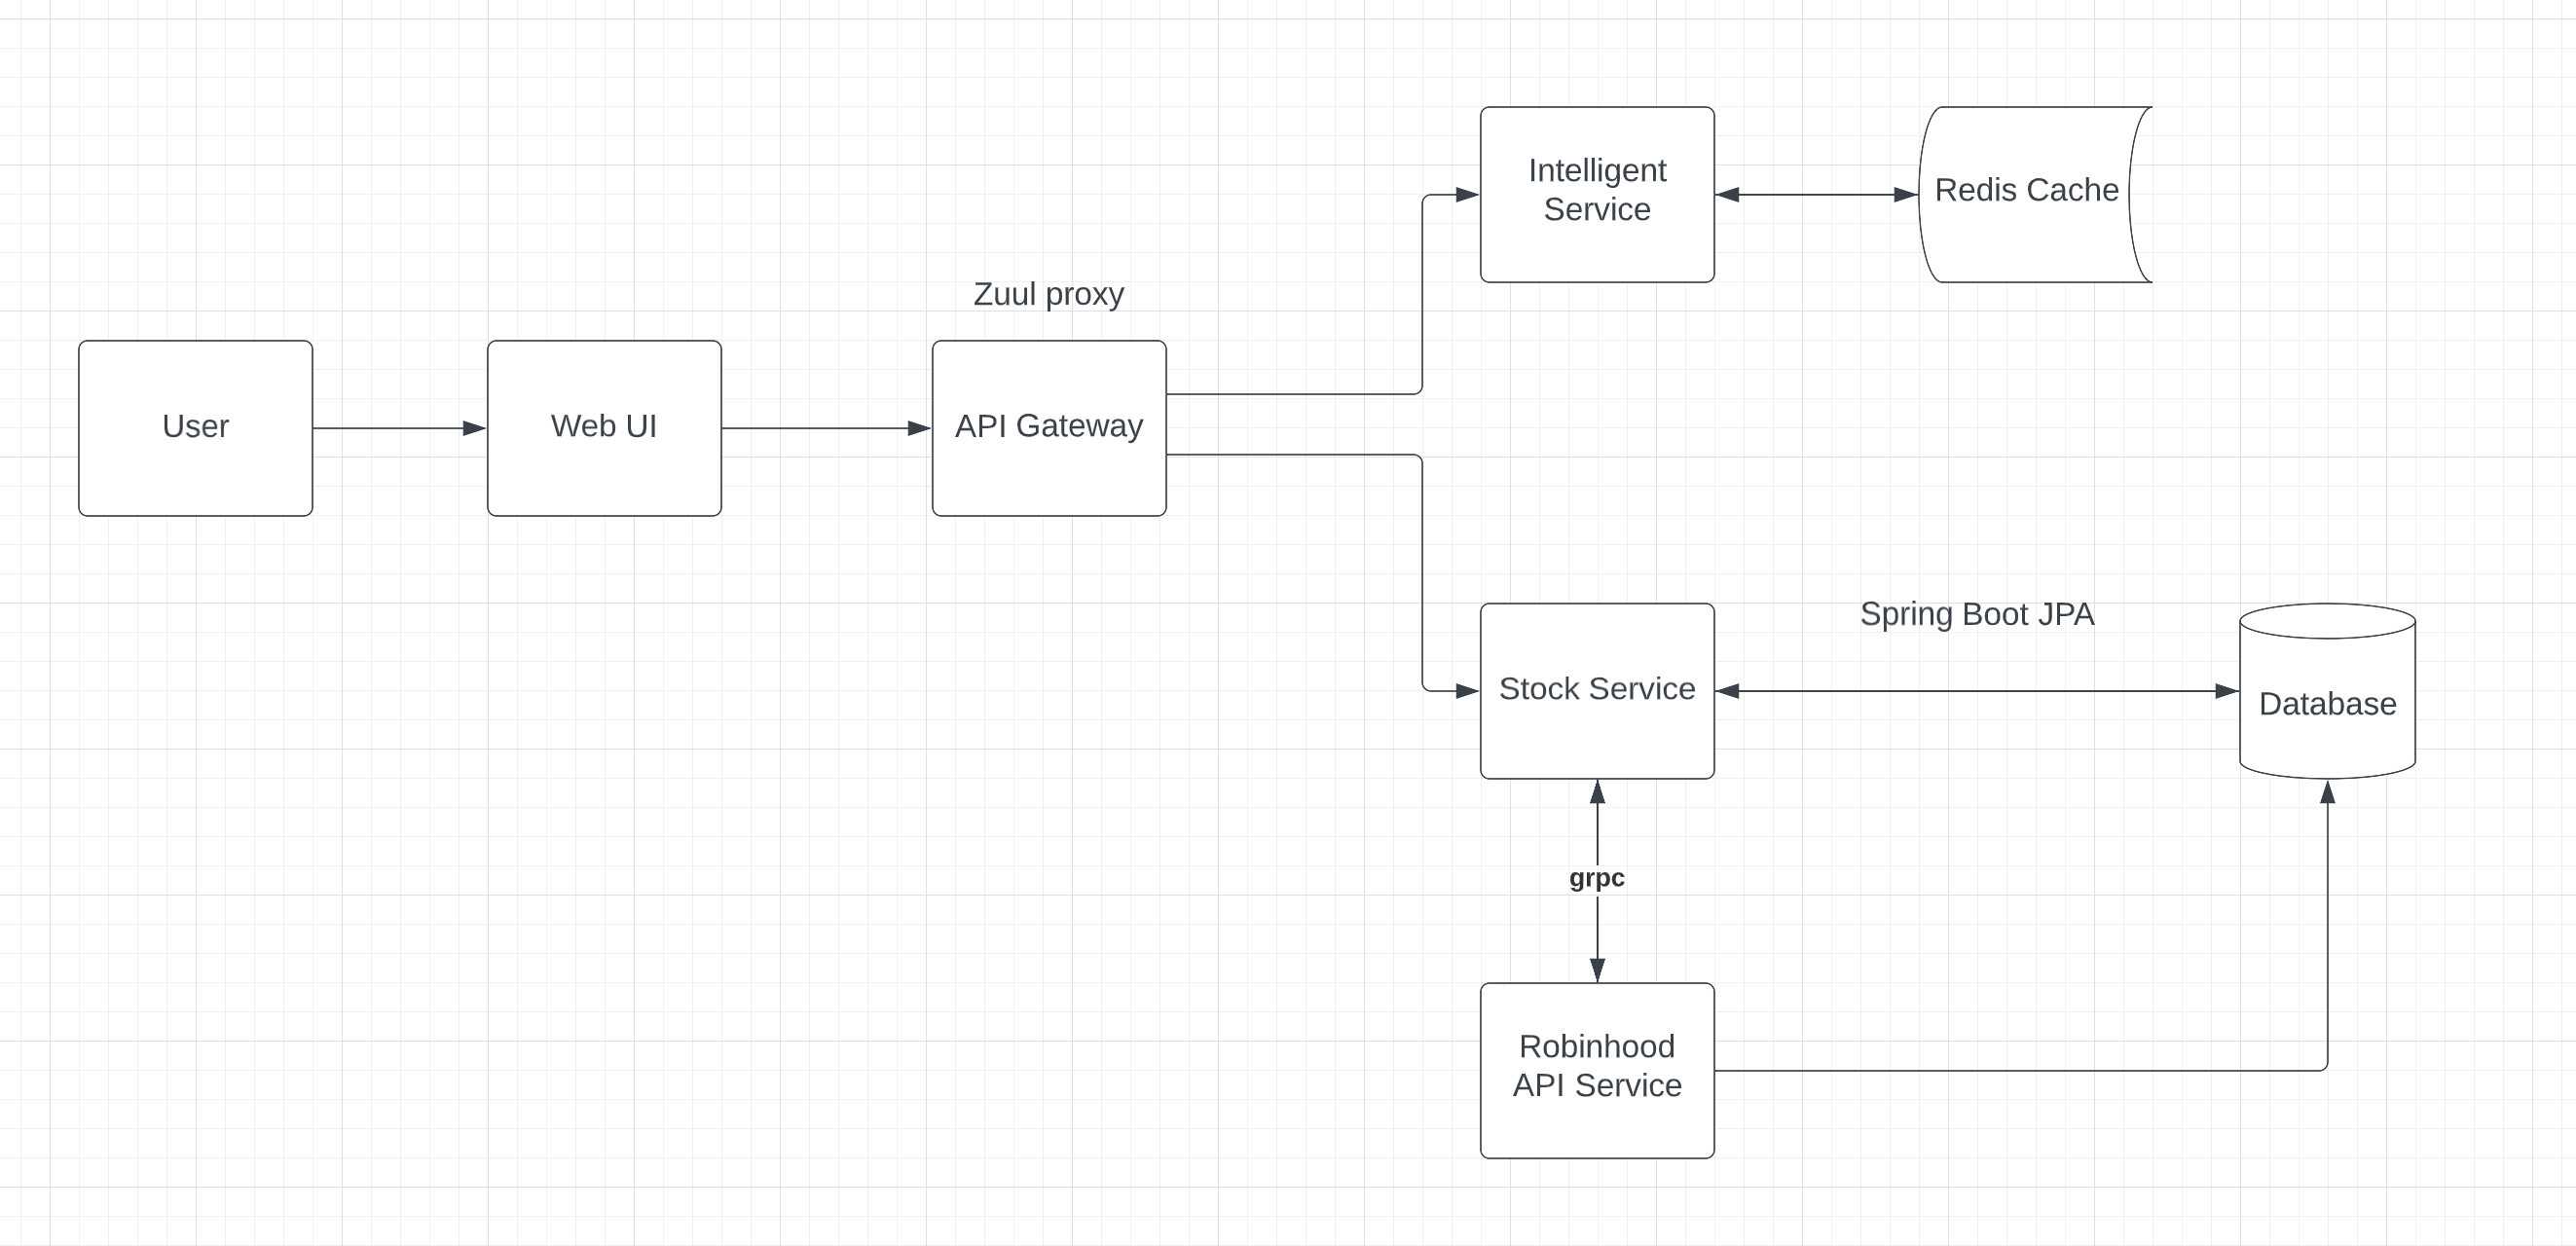 Intelligent
Service
Redis Cache
Zuul proxy
User
Web UI
API Gateway
Spring Boot JPA
Stock Service
Database
grpc
Robinhood
API Service